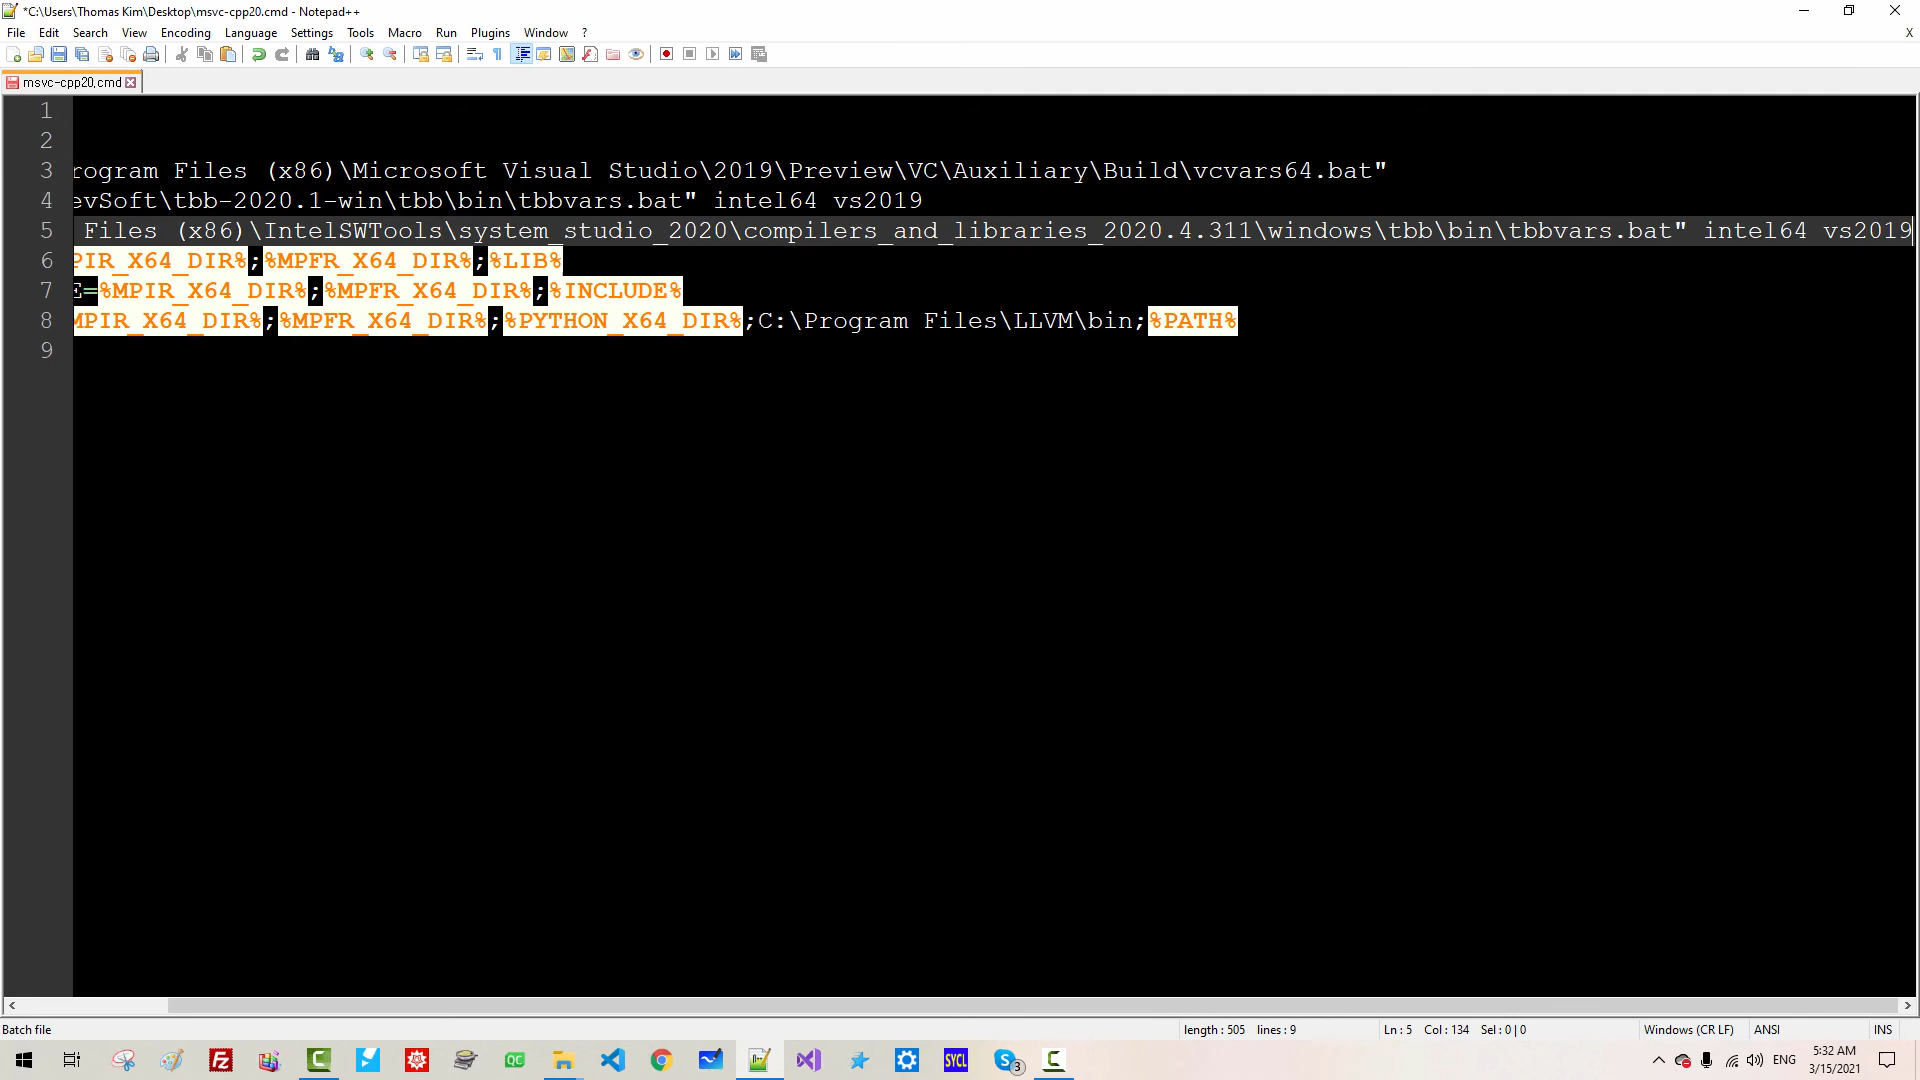 *C:\Users\Thomas Kim\Desktop\msvc-cpp20.cmd - Notepad++
File Edit Search View Encoding Language Settings Tools Macro Run Plugins Window ? X
msvc-cpp20.cmd
1
2
3 rogram Files (x86)\Microsoft Visual Studio\2019\Preview\VC\Auxiliary\Build\vcvars64.bat"
4 evSoft\tbb-2020.1-win\tbb\bin\tbbvars.bat" intel64 vs2019
5 Files (x86)\IntelSWTools\system_studio_2020\compilers_and_libraries_2020.4.311\windows\tbb\bin\tbbvars.bat" intel64 vs2019
6 PIR_X64_DIR%;%MPFR_X64_DIR%;%LIB%
7 E=%MPIR_X64_DIR%;%MPFR_X64_DIR%;%INCLUDE%
8 MPIR_X64_DIR%;%MPFR_X64_DIR%;%PYTHON_X64_DIR%;C:\Program Files\LLVM\bin;%PATH%
9
Batch file length : 505 lines : 9 Ln : 5 Col : 134 Sel : 0 | 0 Windows (CR LF) ANSI INS
Fz QC SYCL S 3 ENG 5:32 AM
3/15/2021